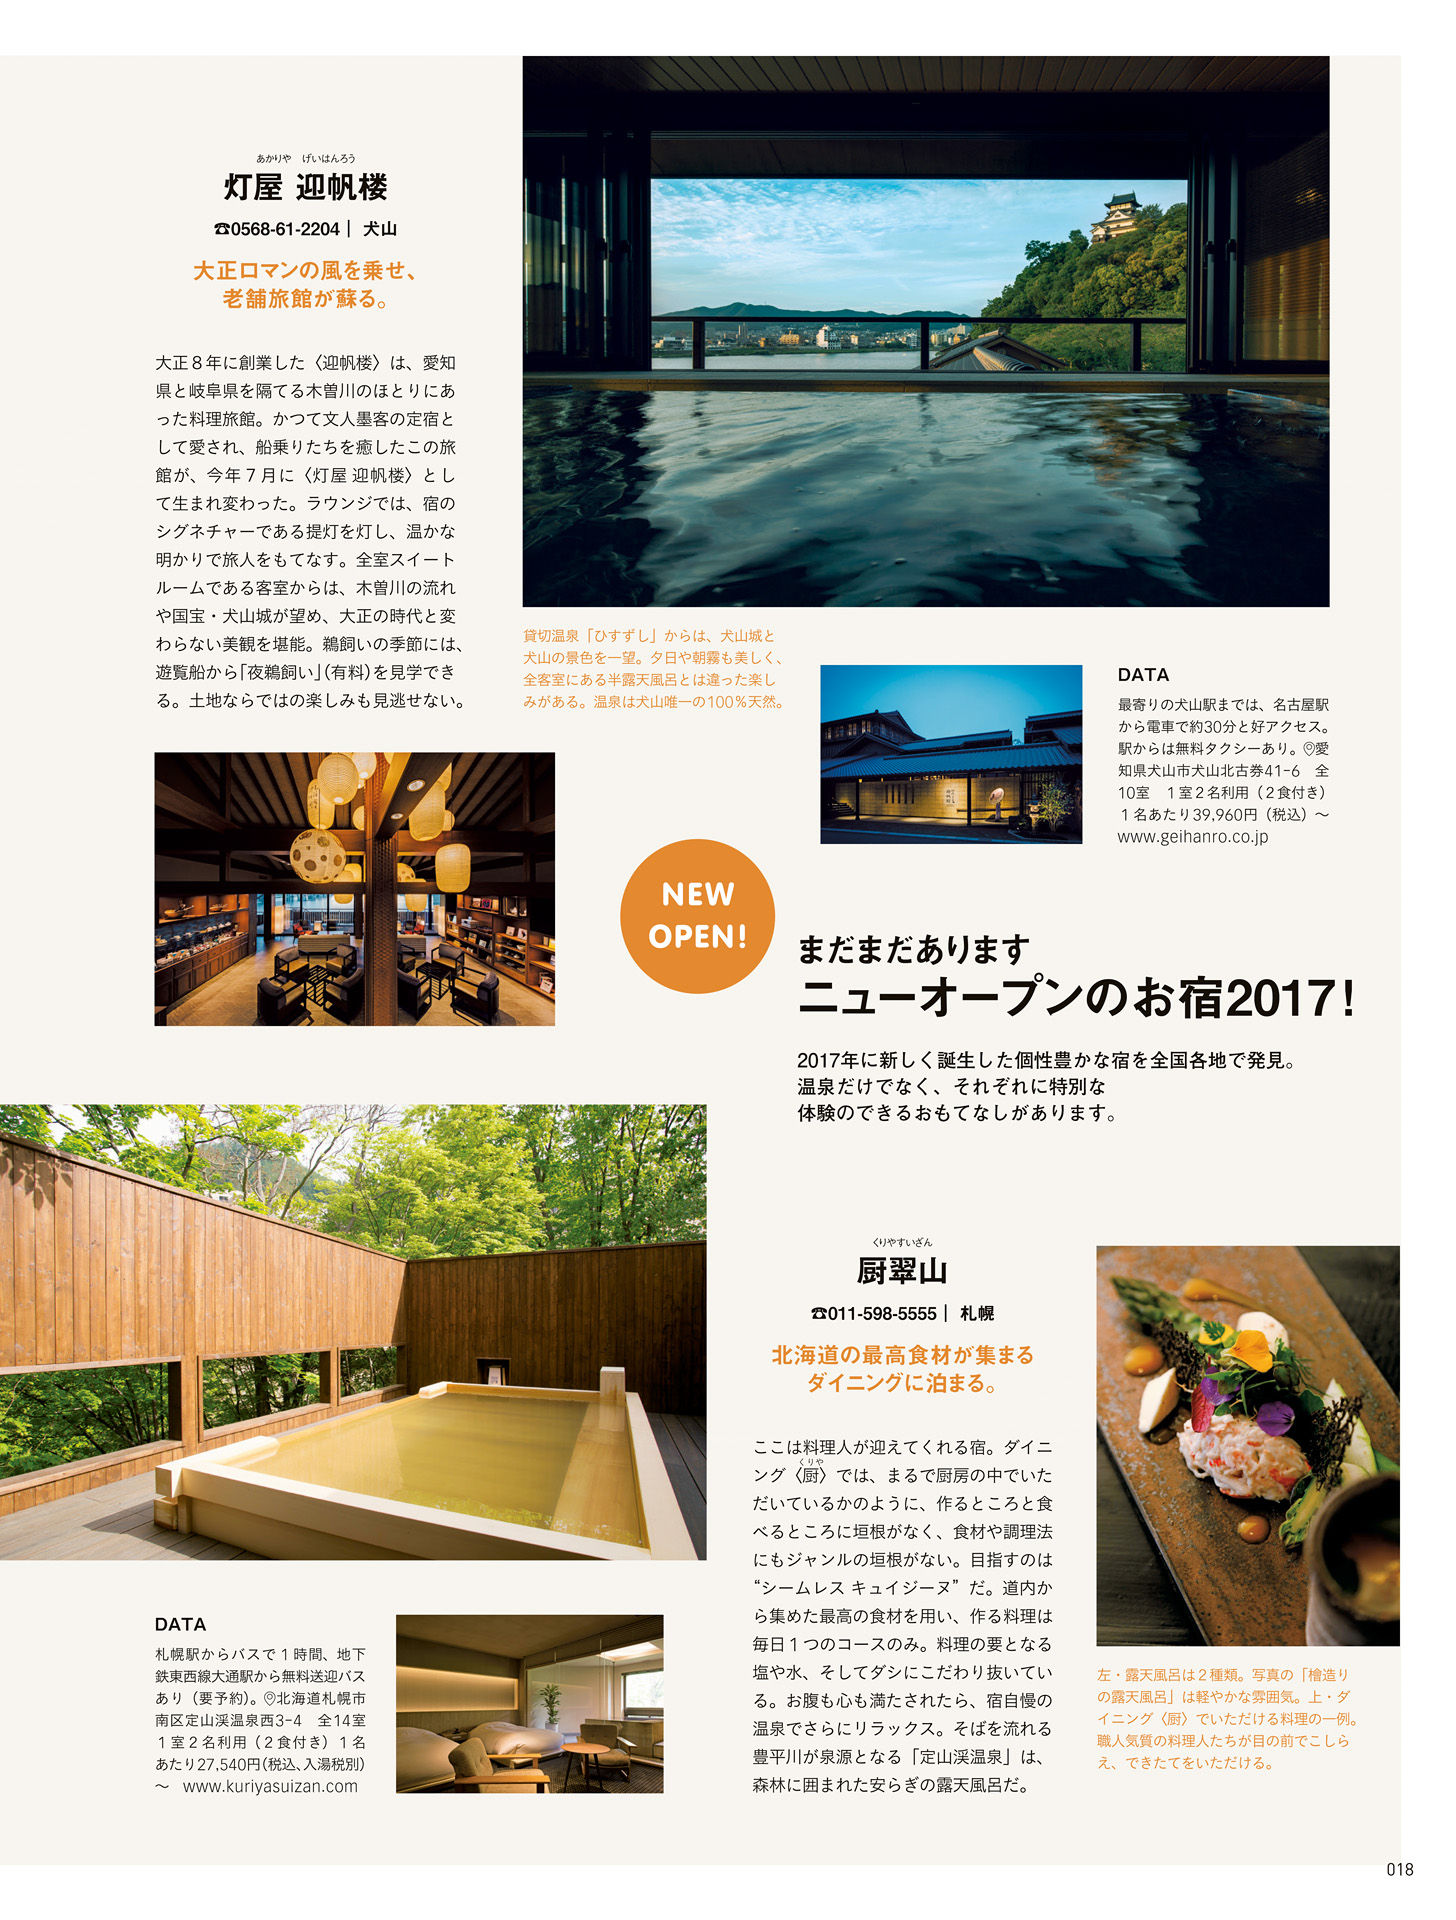 あかりや　げいはんろう
灯屋 迎帆楼
☎0568-61-2204｜ 犬山
大正ロマンの風を乗せ、
老舗旅館が蘇る。
大正８年に創業した〈迎帆楼〉は、愛知
県と岐阜県を隔てる木曽川のほとりにあ
った料理旅館。かつて文人墨客の定宿と
して愛され、船乗りたちを癒したこの旅
館が、今年７月に〈灯屋 迎帆楼〉とし
て生まれ変わった。ラウンジでは、宿の
シグネチャーである提灯を灯し、温かな
明かりで旅人をもてなす。全室スイート
ルームである客室からは、木曽川の流れ
や国宝・犬山城が望め、大正の時代と変
わらない美観を堪能。鵜飼いの季節には、
遊覧船から「夜鵜飼い」（有料）を見学でき
る。土地ならではの楽しみも見逃せない。
貸切温泉「ひすずし」からは、犬山城と
犬山の景色を一望。夕日や朝霧も美しく、
全客室にある半露天風呂とは違った楽し
みがある。温泉は犬山唯一の100％天然。
DATA
最寄りの犬山駅までは、名古屋駅
から電車で約30分と好アクセス。
駅からは無料タクシーあり。愛
知県犬山市犬山北古券41-6　全
10室　１室２名利用（２食付き）
１名あたり39,960円（税込）〜
www.geihanro.co.jp
NEW
OPEN!
まだまだあります
ニューオープンのお宿2017！
2017年に新しく誕生した個性豊かな宿を全国各地で発見。
温泉だけでなく、それぞれに特別な
体験のできるおもてなしがあります。
くりやすいざん
厨翠山
☎011-598-5555｜ 札幌
北海道の最高食材が集まる
ダイニングに泊まる。
ここは料理人が迎えてくれる宿。ダイニ
くりや
ング〈厨〉では、まるで厨房の中でいた
だいているかのように、作るところと食
べるところに垣根がなく、食材や調理法
にもジャンルの垣根がない。目指すのは
“シームレス キュイジーヌ” だ。道内か
ら集めた最高の食材を用い、作る料理は
毎日１つのコースのみ。料理の要となる
塩や水、そしてダシにこだわり抜いてい
る。お腹も心も満たされたら、宿自慢の
温泉でさらにリラックス。そばを流れる
豊平川が泉源となる「定山渓温泉」は、
森林に囲まれた安らぎの露天風呂だ。
左・露天風呂は２種類。写真の「檜造り
の露天風呂」は軽やかな雰囲気。上・ダ
イニング〈厨〉でいただける料理の一例。
職人気質の料理人たちが目の前でこしら
え、できたてをいただける。
DATA
札幌駅からバスで１時間、地下
鉄東西線大通駅から無料送迎バス
あり（要予約）。北海道札幌市
南区定山渓温泉西3-4　全14室
１室２名利用（２食付き）１名
あたり27,540円（税込、入湯税別）
〜　www.kuriyasuizan.com
018